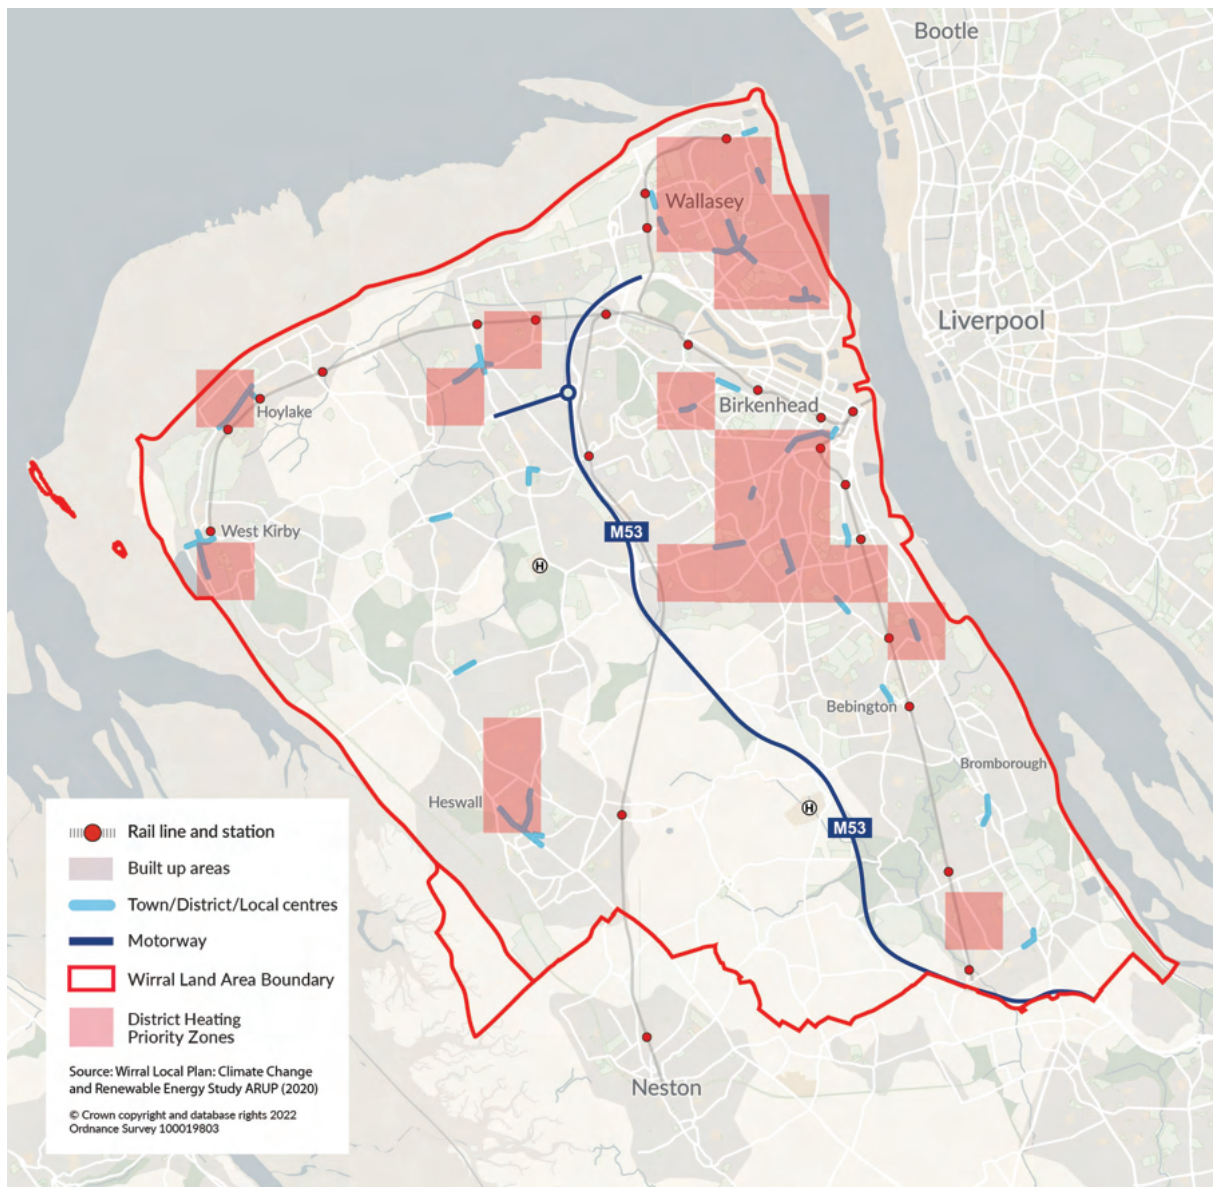 Bootle
Wallasey
Liverpool
Hoylake
Birkenhead
West Kirby
M53
H
Bebington
Bromborough
Heswall
H
M53
Rail line and station
Built up areas
Town/District/Local centres
Motorway
Wirral Land Area Boundary
District Heating
Priority Zones
Source: Wirral Local Plan: Climate Change
and Renewable Energy Study ARUP (2020)
© Crown copyright and database rights 2022
Ordnance Survey 100019803
Neston